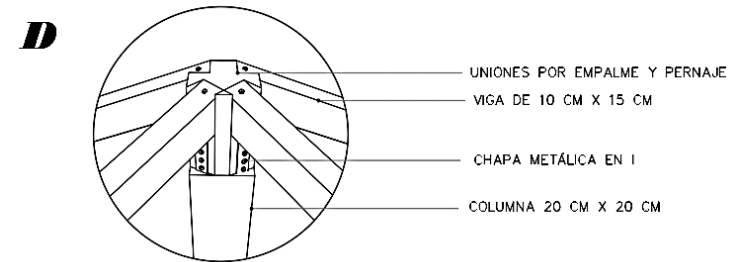 D
UNIONES POR EMPALME Y PERNAJE
VIGA DE 10 CM X 15 CM
CHAPA METÁLICA EN I
COLUMNA 20 CM X 20 CM